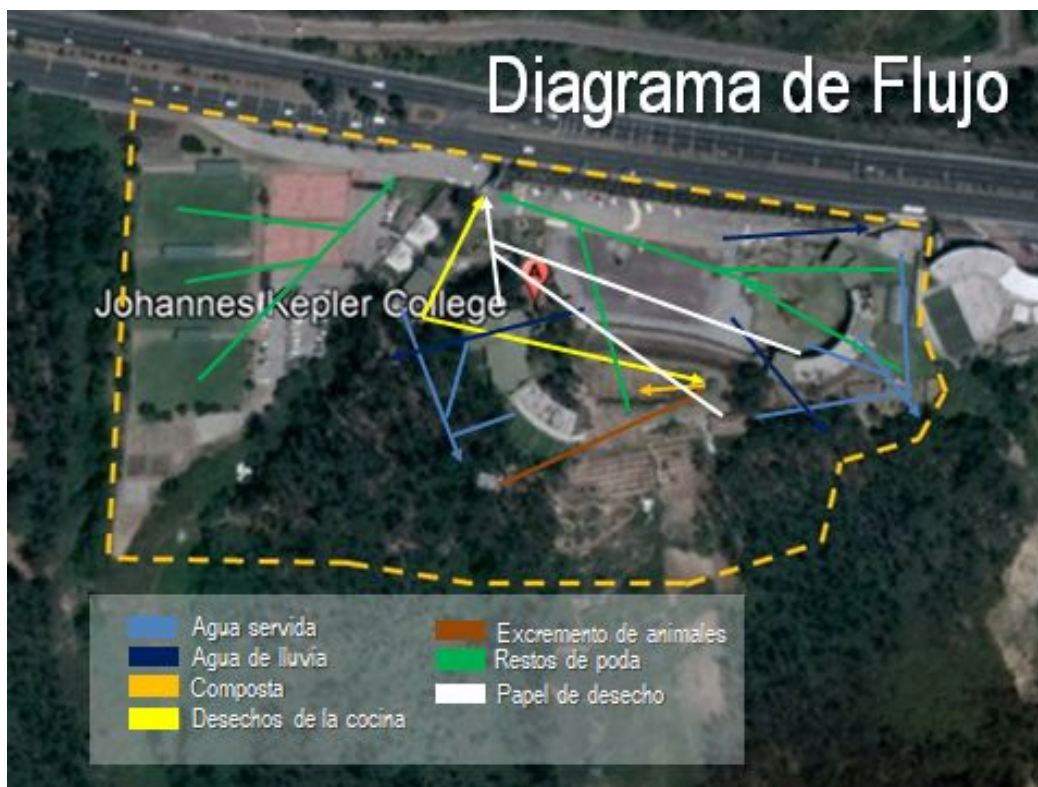 Diagrama de Flujo
A
Johannes Kepler College
Agua servida
Agua de lluvia
Composta
Desechos de la cocina
Excremento de animales
Restos de poda
Papel de desecho